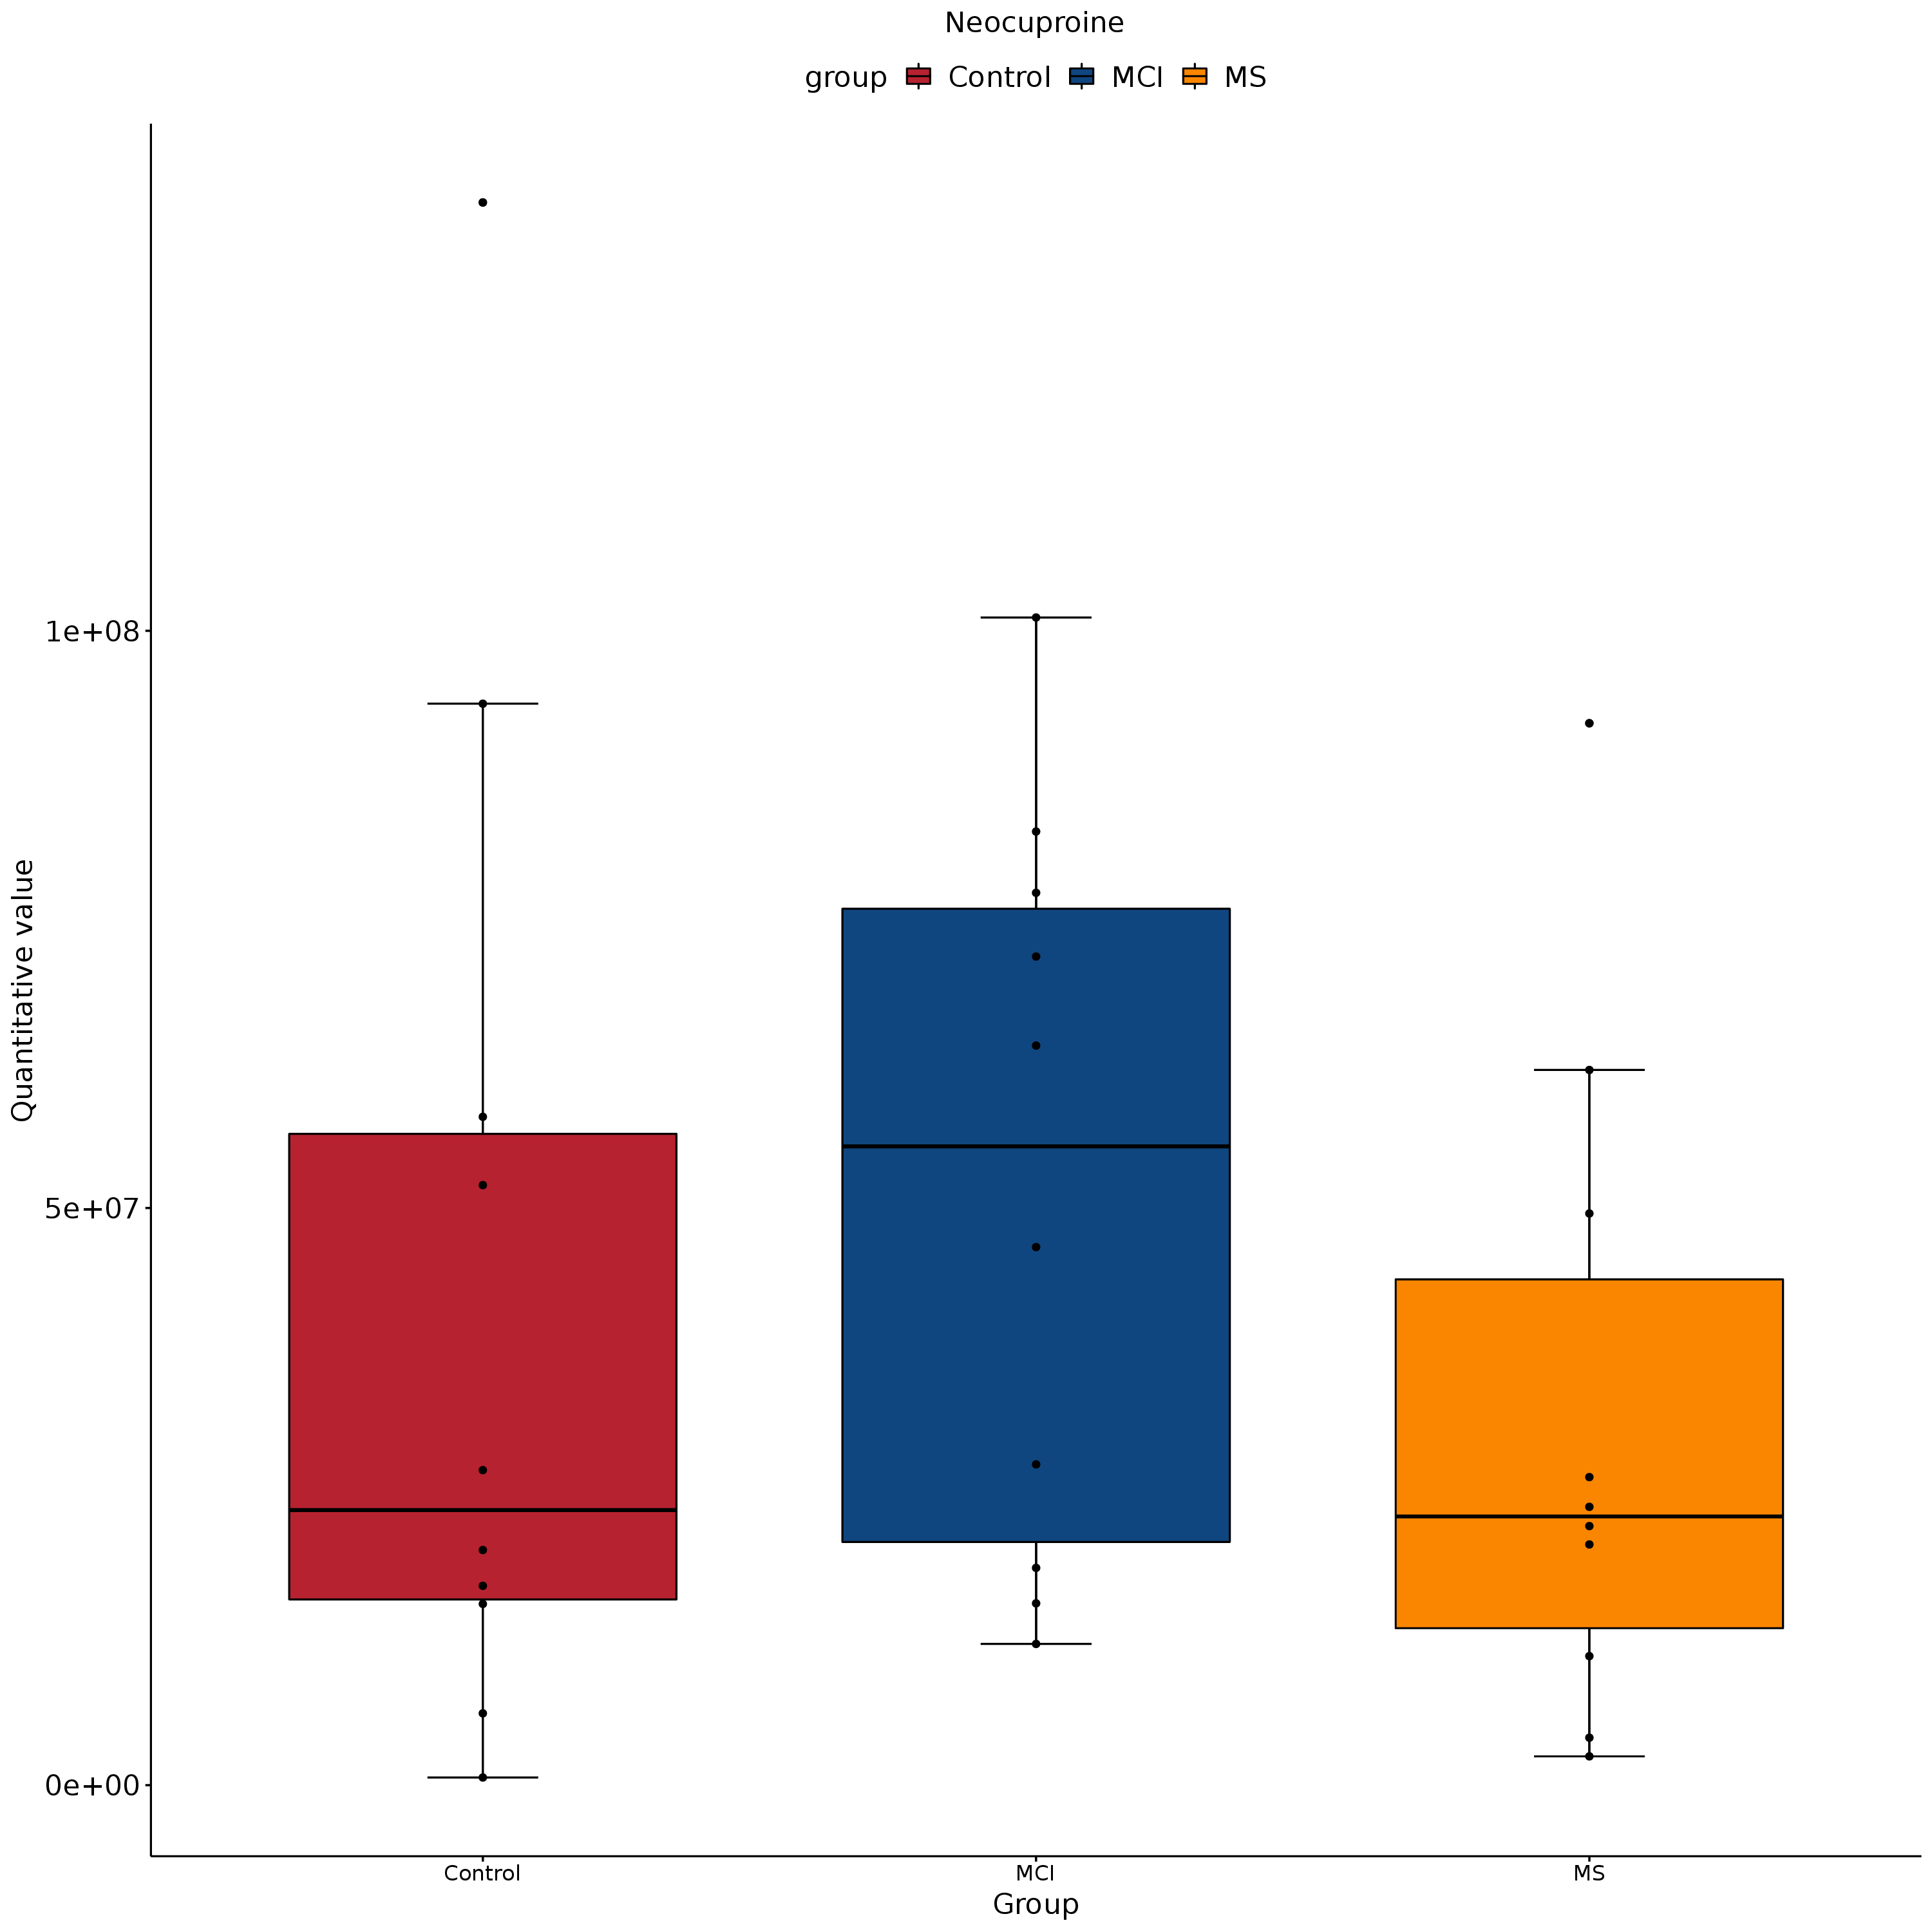 Neocuproine
group Control MCI MS
Quantitative value
1e+08
5e+07
0e+00
Control MCI MS
Group